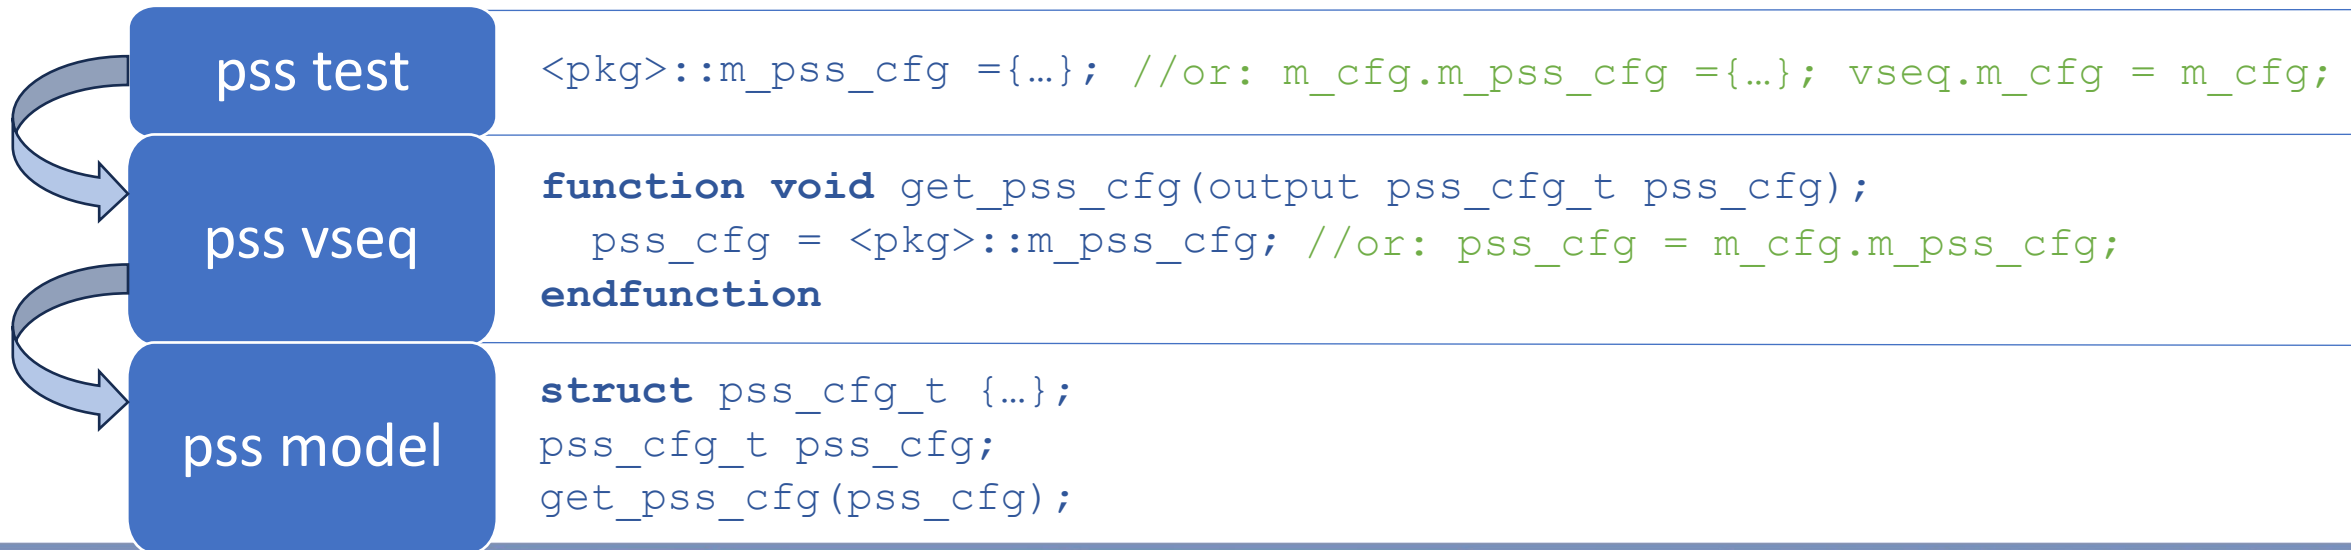 pss test
<pkg>::m_pss_cfg ={…}; //or: m_cfg.m_pss_cfg ={…}; vseq.m_cfg = m_cfg;
pss vseq
function void get_pss_cfg(output pss_cfg_t pss_cfg);
pss_cfg = <pkg>::m_pss_cfg; //or: pss_cfg = m_cfg.m_pss_cfg;
endfunction
pss model
struct pss_cfg_t {…};
pss_cfg_t pss_cfg;
get_pss_cfg(pss_cfg);